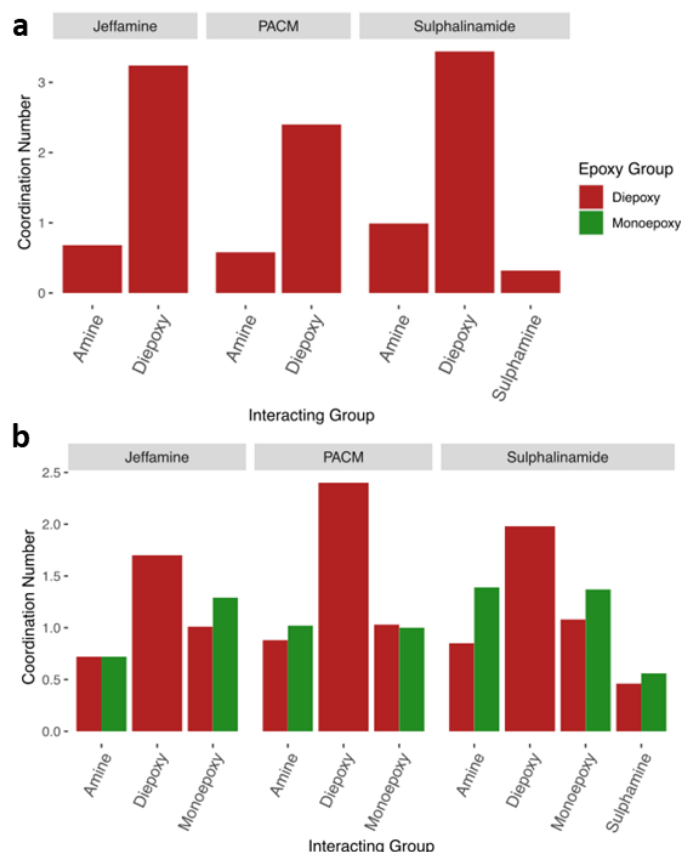 a
Jeffamine PACM Sulphalinamide
Coordination Number
3
2
1
0
Amine Diepoxy Amine Diepoxy Amine Diepoxy Sulphamine
Interacting Group
Epoxy Group
Diepoxy
Monoepoxy
b
Jeffamine PACM Sulphalinamide
Coordination Number
2.5
2.0
1.5
1.0
0.5
0.0
Amine Diepoxy Monoepoxy Amine Diepoxy Monoepoxy Amine Diepoxy Monoepoxy Sulphamine
Interacting Group